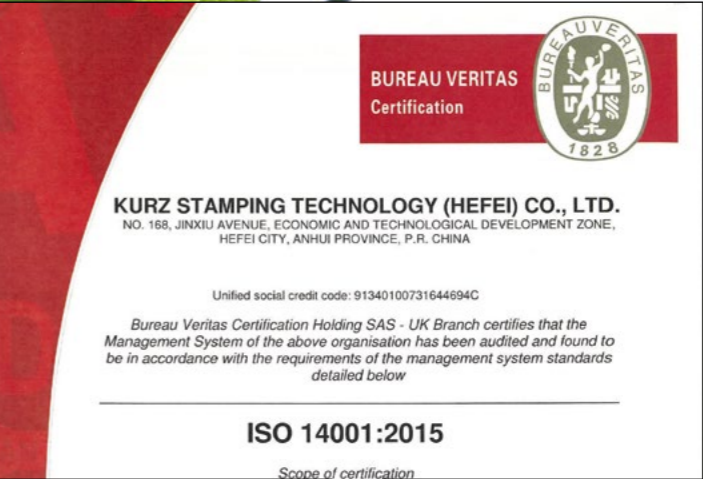 BUREAU VERITAS
Certification
BUREAU VERITAS
1828
KURZ STAMPING TECHNOLOGY (HEFEI) CO., LTD.
NO. 168, JINXIU AVENUE, ECONOMIC AND TECHNOLOGICAL DEVELOPMENT ZONE,
HEFEI CITY, ANHUI PROVINCE, P.R. CHINA
Unified social credit code: 91340100731644694C
Bureau Veritas Certification Holding SAS - UK Branch certifies that the
Management System of the above organisation has been audited and found to
be in accordance with the requirements of the management system standards
detailed below
ISO 14001:2015
Scope of certification